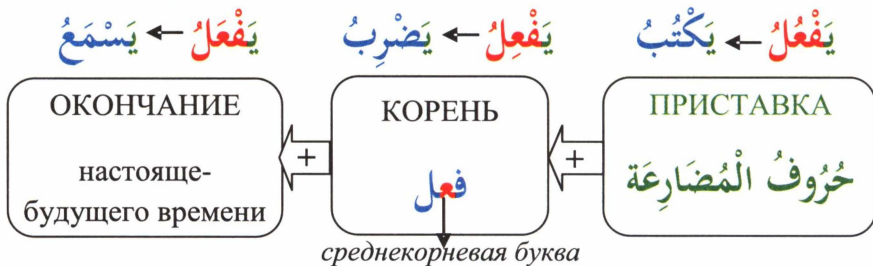 يَفْعُلُ ← يَكْتُبُ
يَفْعِلُ ← يَضْرِبُ
يَفْعَلُ ← يَسْمَعُ
ПРИСТАВКА
حُرُوفُ الْمُضَارِعَة
+
КОРЕНЬ
فعل
среднекорневая буква
+
ОКОНЧАНИЕ
настояще-
будущего времени